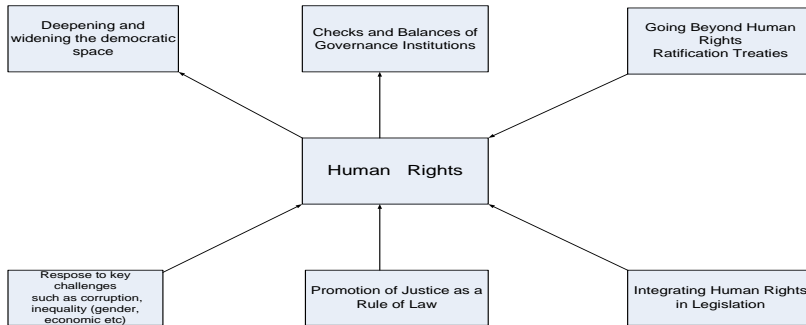 Deepening and
widening the democratic
space
Checks and Balances of
Governance Institutions
Going Beyond Human
Rights
Ratification Treaties
Human Rights
Respose to key
challenges
such as corruption,
inequality (gender,
economic etc)
Promotion of Justice as a
Rule of Law
Integrating Human Rights
in Legislation